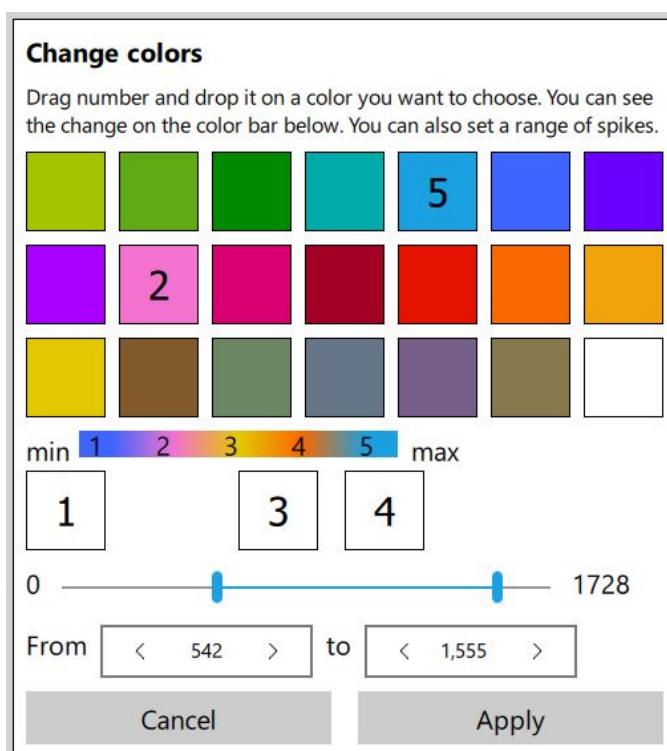 Change colors
Drag number and drop it on a color you want to choose. You can see
the change on the color bar below. You can also set a range of spikes.
5
2
min 1 2 3 4 5 max
1 3 4
0 1728
From < 542 > to < 1,555 >
Cancel Apply